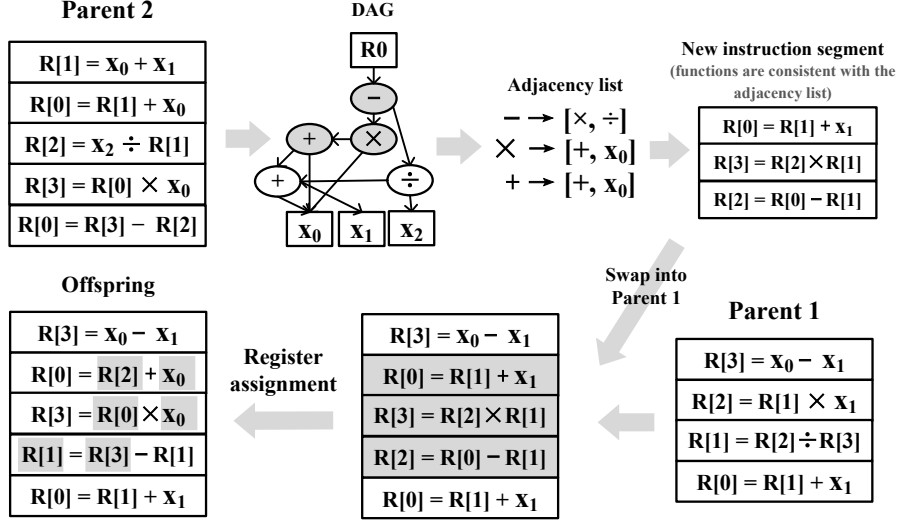 Parent 2
R[1] = x₀ + x₁
R[0] = R[1] + x₀
R[2] = x₂ ÷ R[1]
R[3] = R[0] × x₀
R[0] = R[3] − R[2]
DAG
R0
−
+
×
+
÷
x₀
x₁
x₂
Adjacency list
− → [×, ÷]
× → [+, x₀]
+ → [+, x₀]
New instruction segment
(functions are consistent with the
adjacency list)
R[0] = R[1] + x₁
R[3] = R[2]×R[1]
R[2] = R[0] − R[1]
Swap into
Parent 1
Parent 1
R[3] = x₀ − x₁
R[2] = R[1] × x₁
R[1] = R[2]÷R[3]
R[0] = R[1] + x₁
R[3] = x₀ − x₁
R[0] = R[1] + x₁
R[3] = R[2]×R[1]
R[2] = R[0] − R[1]
R[0] = R[1] + x₁
Register
assignment
Offspring
R[3] = x₀ − x₁
R[0] = R[2] + x₀
R[3] = R[0] × x₀
R[1] = R[3] − R[1]
R[0] = R[1] + x₁